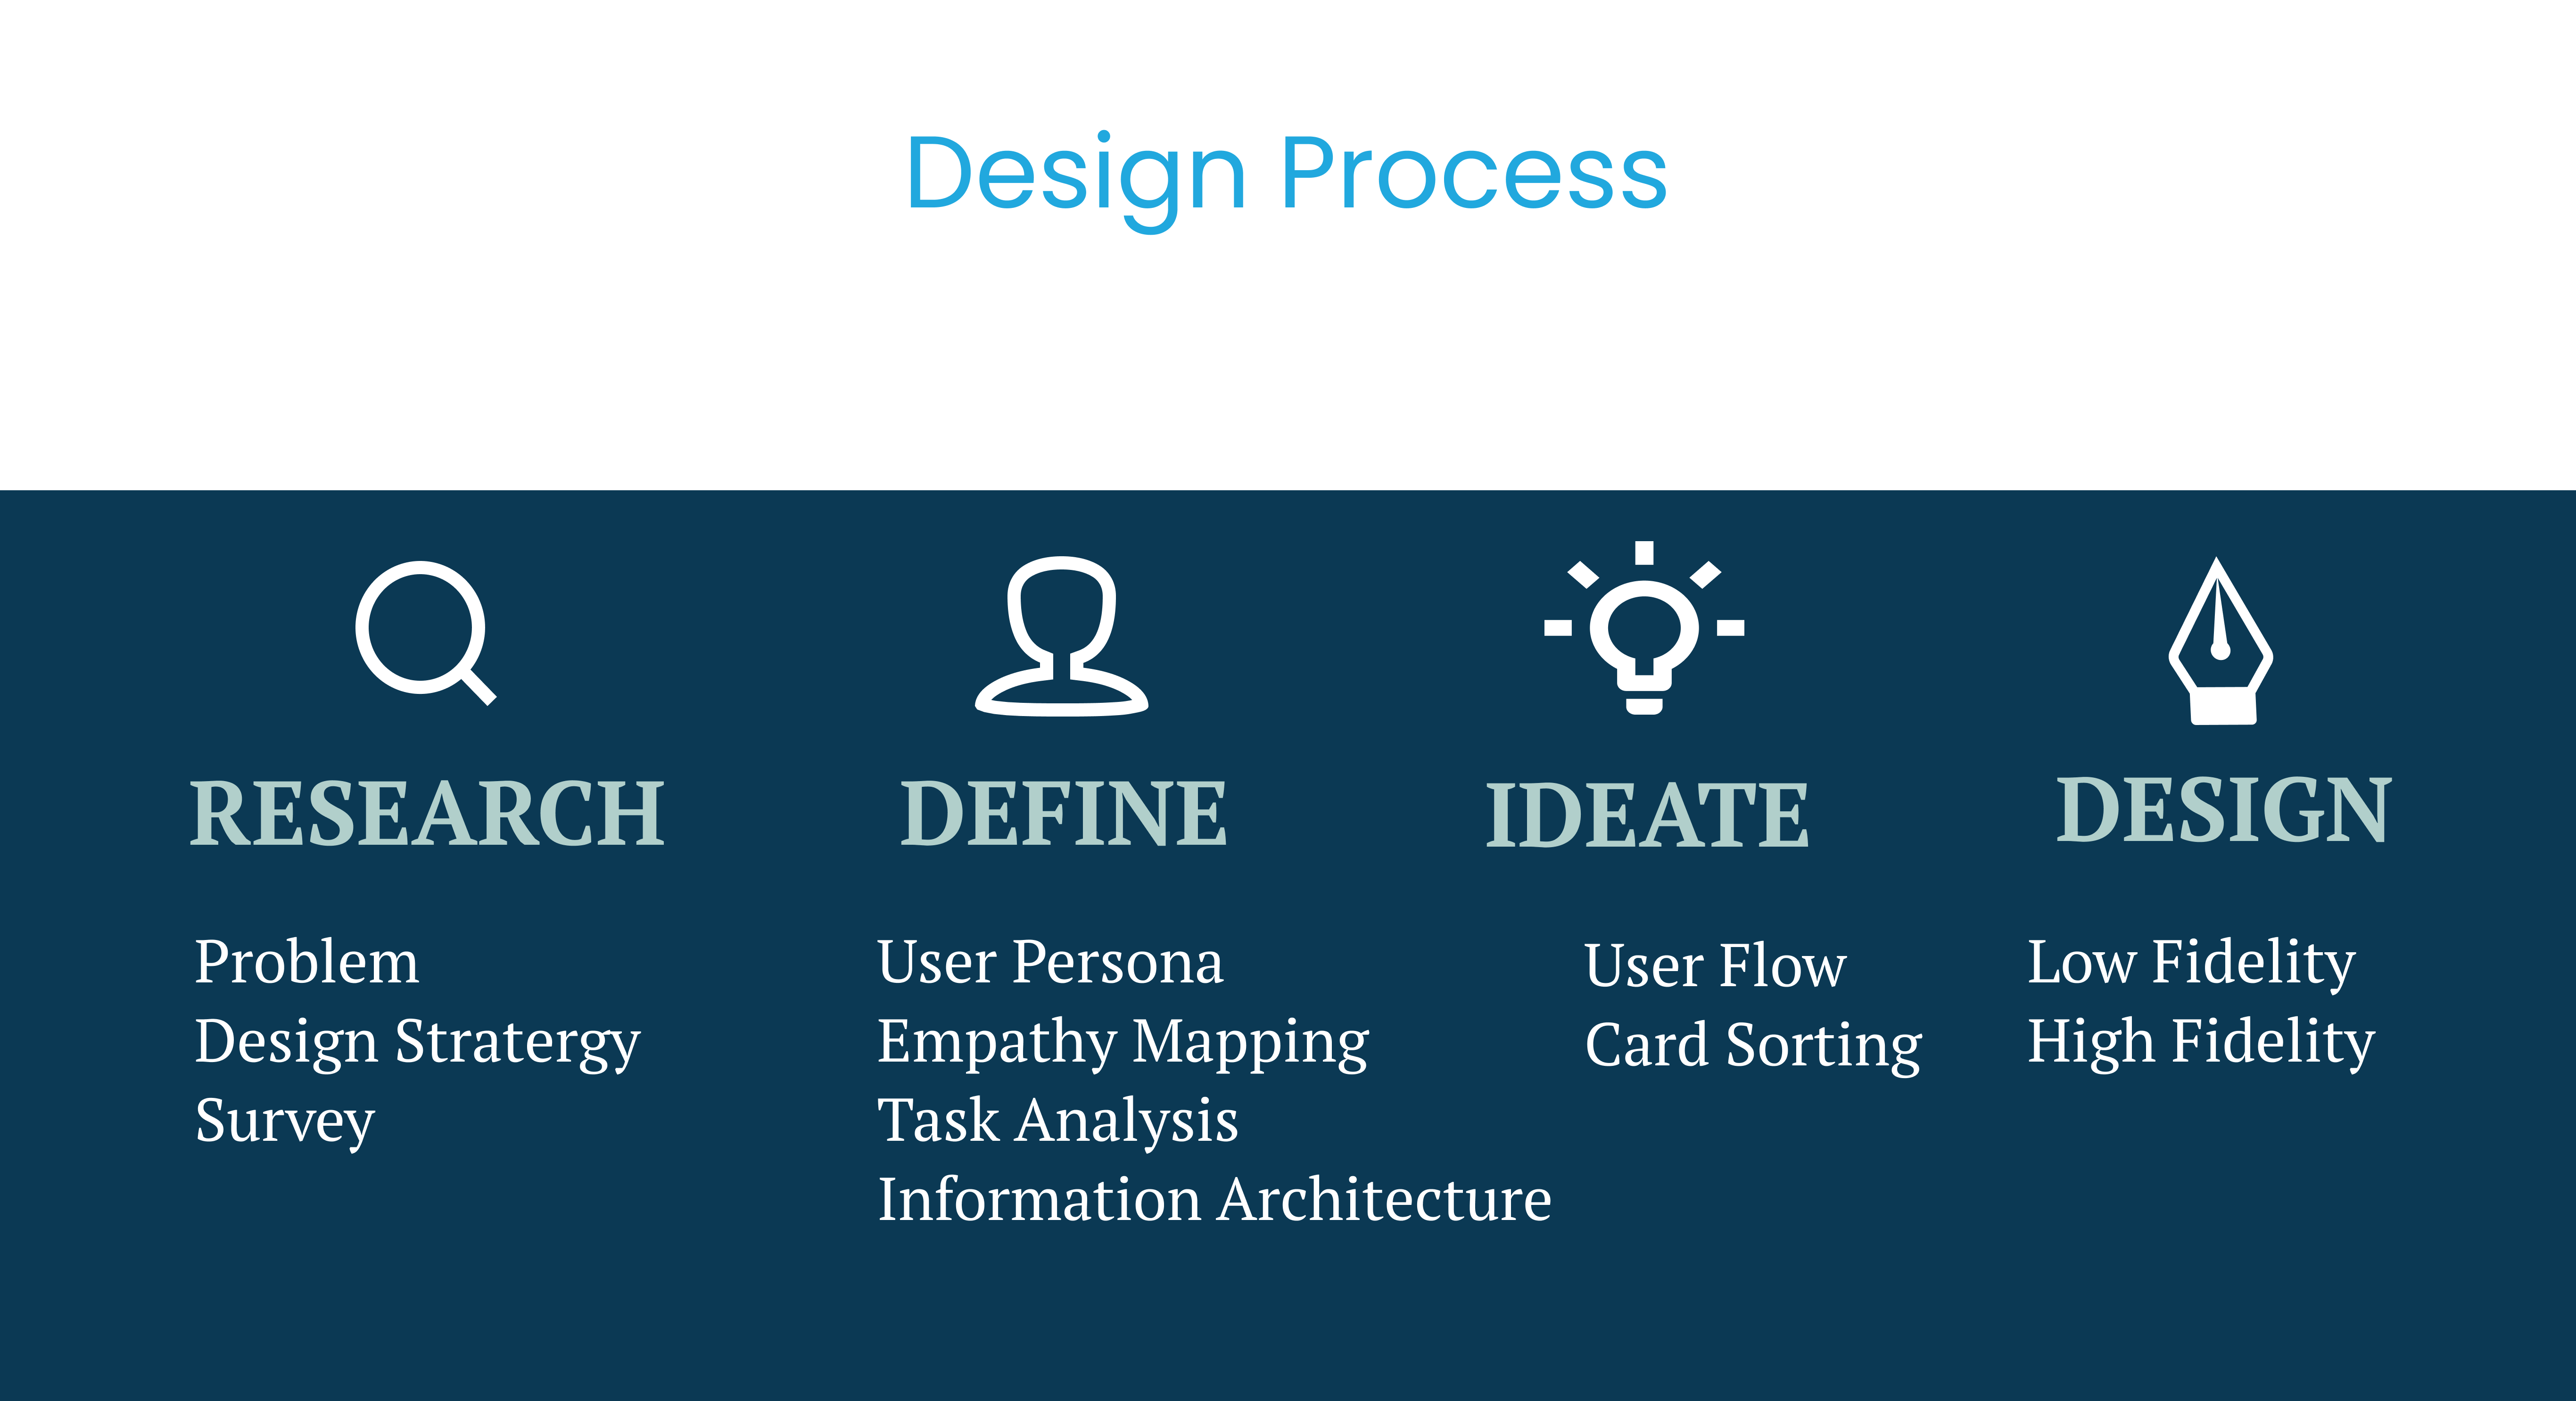 Design Process
RESEARCH
Problem
Design Stratergy
Survey
DEFINE
User Persona
Empathy Mapping
Task Analysis
Information Architecture
IDEATE
User Flow
Card Sorting
DESIGN
Low Fidelity
High Fidelity